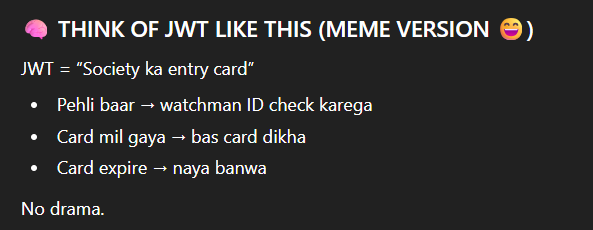 🧠 THINK OF JWT LIKE THIS (MEME VERSION 😄)
JWT = “Society ka entry card”
• Pehli baar → watchman ID check karega
• Card mil gaya → bas card dikha
• Card expire → naya banwa
No drama.